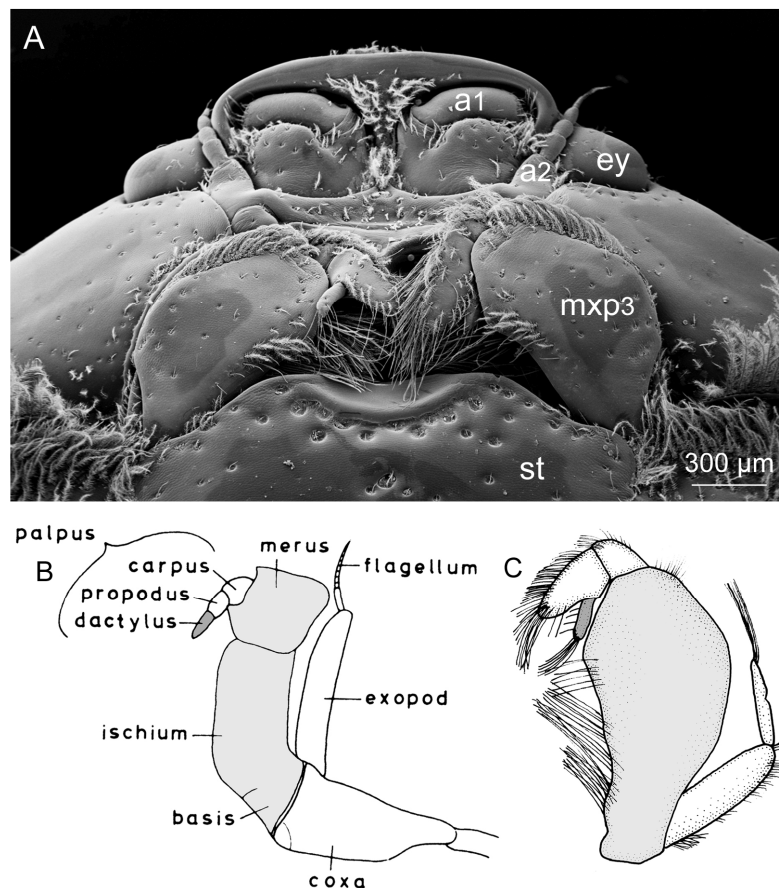 A
a1
a2
ey
mxp3
st
300 µm
B
palpus
carpus
propodus
dactylus
merus
flagellum
exopod
ischium
basis
coxa
C